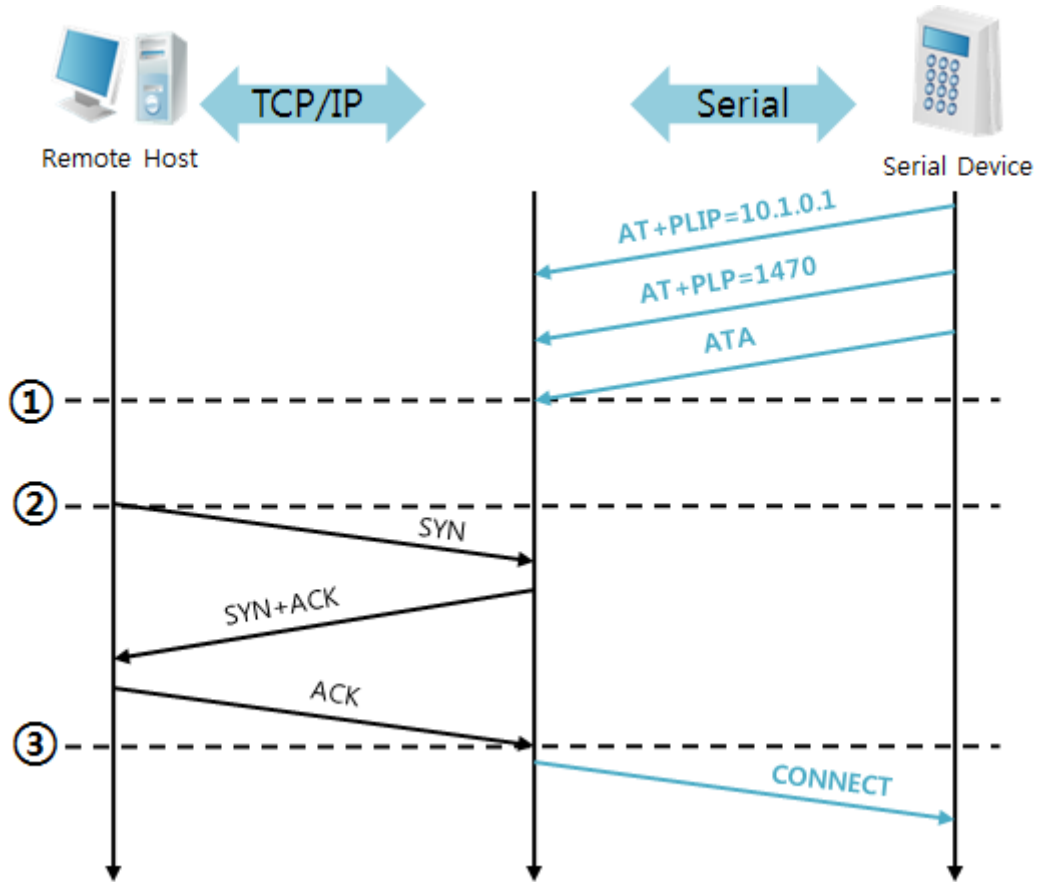 TCP/IP
Serial
Remote Host
Serial Device
AT+PLIP=10.1.0.1
AT+PLP=1470
ATA
①
②
SYN
SYN+ACK
ACK
③
CONNECT